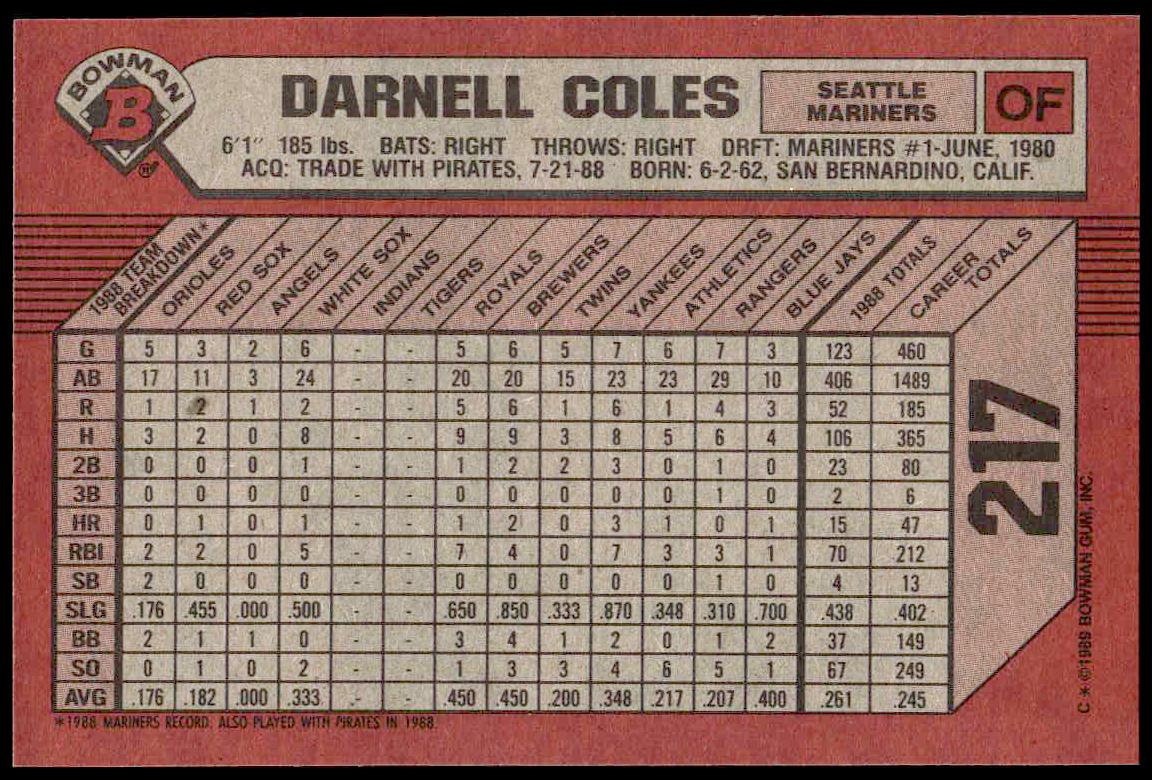 BOWMAN
B
DARNELL COLES
SEATTLE MARINERS
OF
6'1" 185 lbs. BATS: RIGHT THROWS: RIGHT DRFT: MARINERS #1-JUNE, 1980
ACQ: TRADE WITH PIRATES, 7-21-88 BORN: 6-2-62, SAN BERNARDINO, CALIF.
1988 TEAM BREAKDOWN* ORIOLES RED SOX ANGELS WHITE SOX INDIANS TIGERS ROYALS BREWERS TWINS YANKEES ATHLETICS RANGERS BLUE JAYS 1988 TOTALS CAREER TOTALS
G 5 3 2 6 - - 5 6 5 7 6 7 3 123 460
AB 17 11 3 24 - - 20 20 15 23 23 29 10 406 1489
R 1 2 1 2 - - 5 6 1 6 1 4 3 52 185
H 3 2 0 8 - - 9 9 3 8 5 6 4 106 365
2B 0 0 0 1 - - 1 2 2 3 0 1 0 23 80
3B 0 0 0 0 - - 0 0 0 0 0 1 0 2 6
HR 0 1 0 1 - - 1 2 0 3 1 0 1 15 47
RBI 2 2 0 5 - - 7 4 0 7 3 3 1 70 212
SB 2 0 0 0 - - 0 0 0 0 0 1 0 4 13
SLG .176 .455 .000 .500 - - .650 .850 .333 .870 .348 .310 .700 .438 .402
BB 2 1 1 0 - - 3 4 1 2 0 1 2 37 149
SO 0 1 0 2 - - 1 3 3 4 6 5 1 67 249
AVG .176 .182 .000 .333 - - .450 .450 .200 .348 .217 .207 .400 .261 .245
*1988 MARINERS RECORD. ALSO PLAYED WITH PIRATES IN 1988.
217
C * ©1989 BOWMAN GUM, INC.